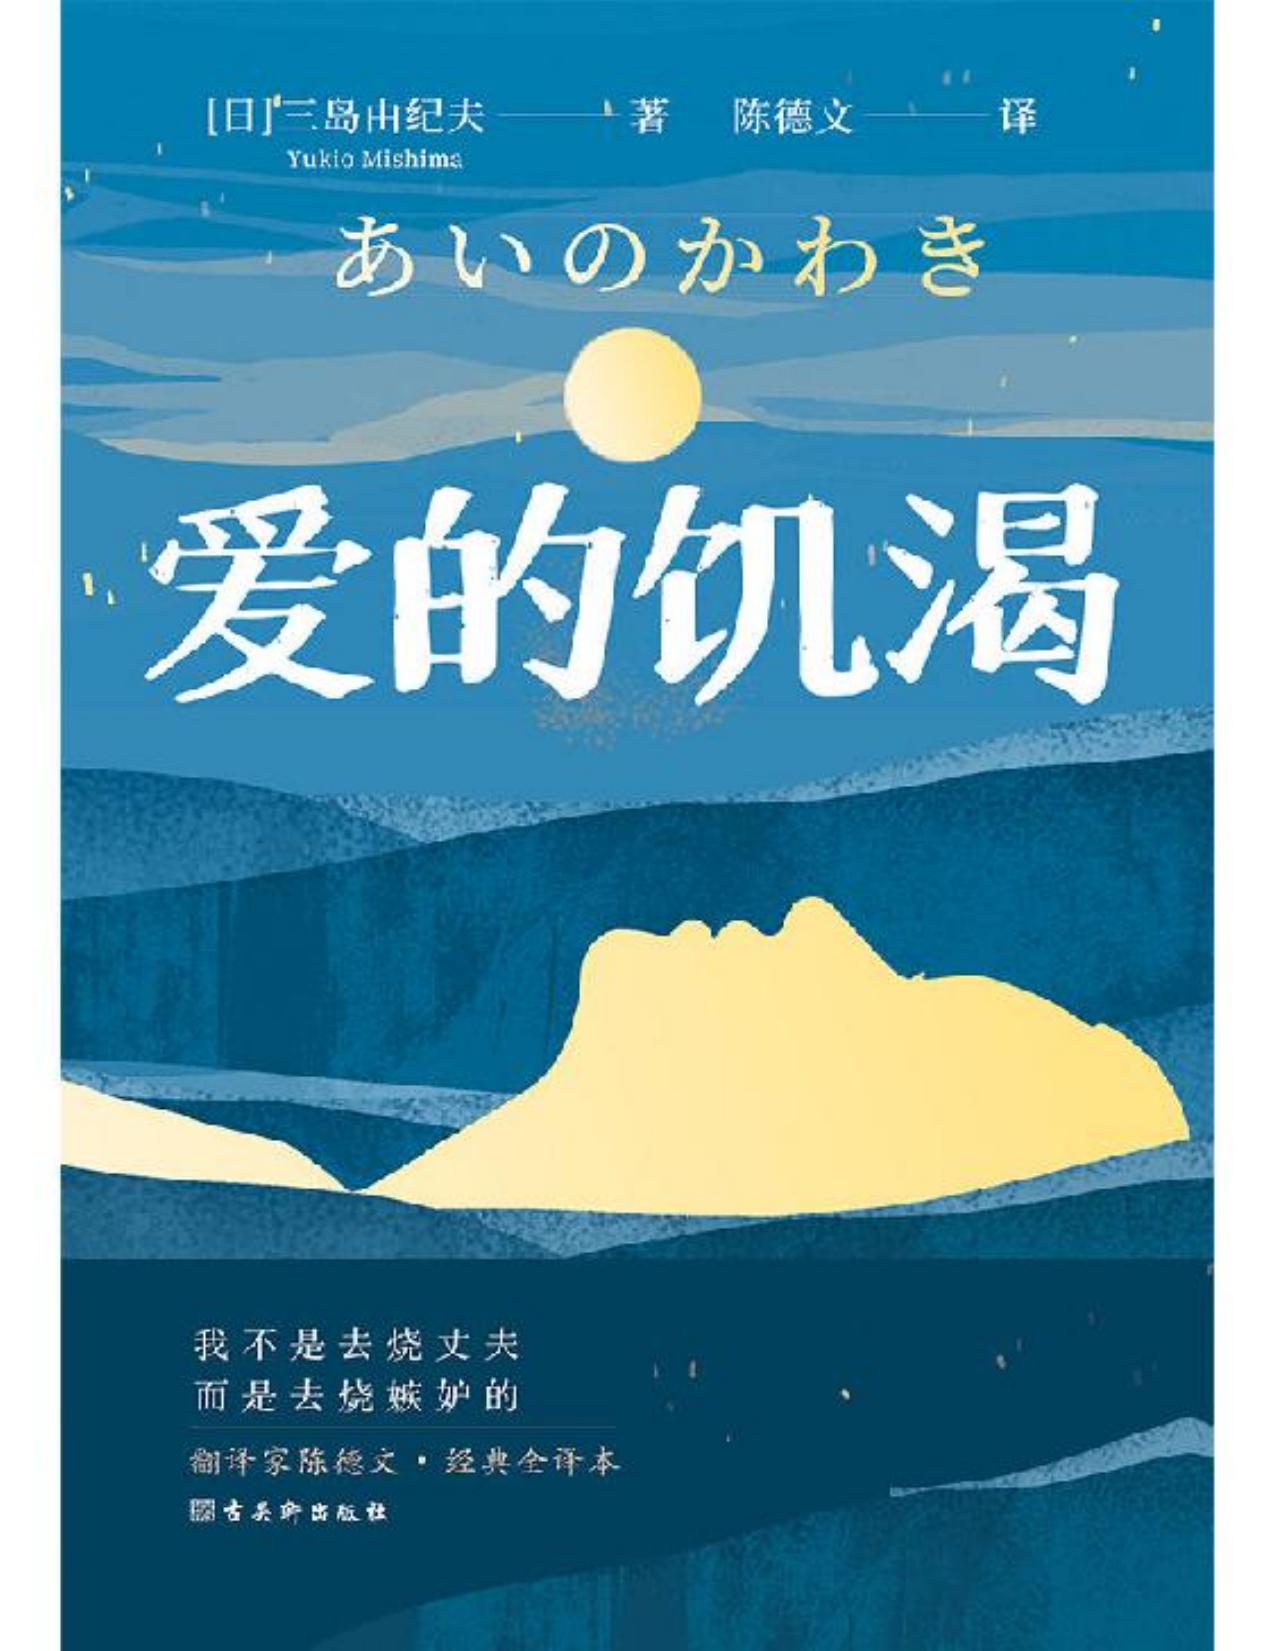 [日]三岛由纪夫 著 陈德文 译
Yukio Mishima
あいのかわき
爱的饥渴
我不是去烧丈夫
而是去烧嫉妒的
翻译家陈德文·经典全译本
古吴轩出版社